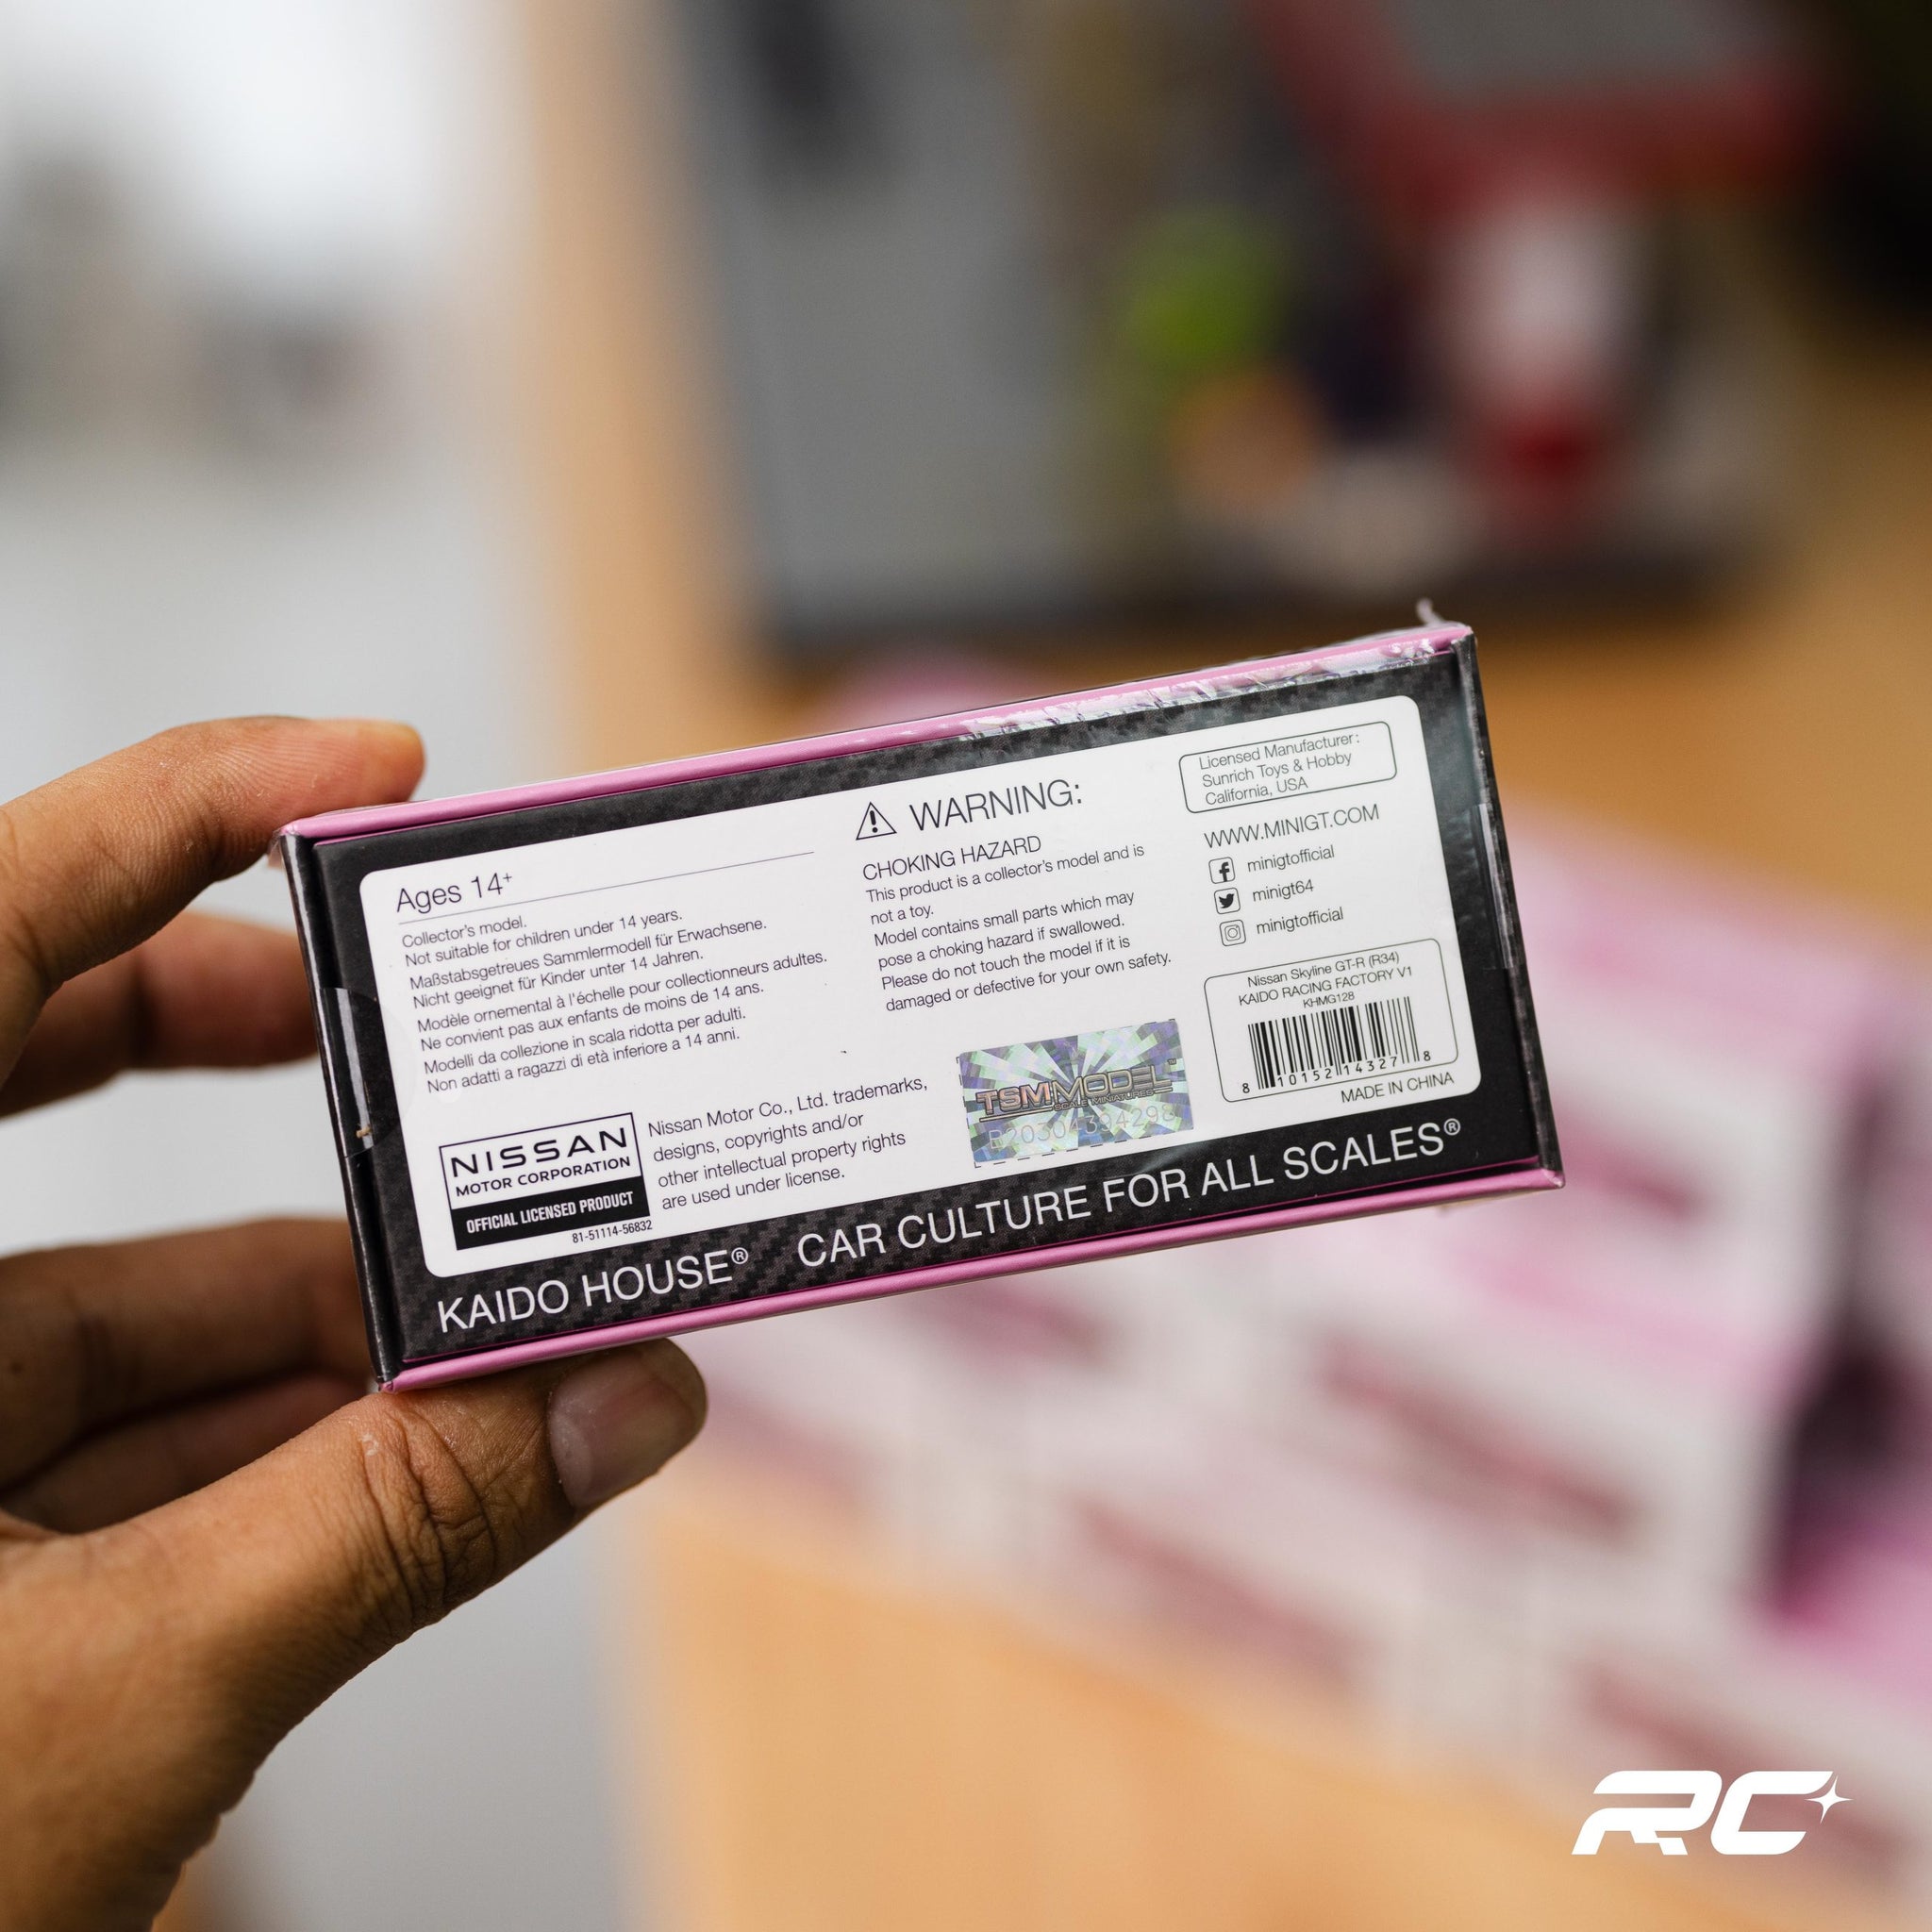 Ages 14+
Collector's model.
Not suitable for children under 14 years.
Maßstabsgetreues Sammlermodell für Erwachsene.
Nicht geeignet für Kinder unter 14 Jahren.
Modèle ornemental à l'échelle pour collectionneurs adultes.
Ne convient pas aux enfants de moins de 14 ans.
Modelli da collezione in scala ridotta per adulti.
Non adatti a ragazzi di età inferiore a 14 anni.
NISSAN
MOTOR CORPORATION
OFFICIAL LICENSED PRODUCT
81-51114-56832
Nissan Motor Co., Ltd. trademarks,
designs, copyrights and/or
other intellectual property rights
are used under license.
WARNING:
CHOKING HAZARD
This product is a collector's model and is
not a toy.
Model contains small parts which may
pose a choking hazard if swallowed.
Please do not touch the model if it is
damaged or defective for your own safety.
TSM MODEL™
SCALE MINIATURES
B20304394298
Licensed Manufacturer:
Sunrich Toys & Hobby
California, USA
WWW.MINIGT.COM
minigtofficial
minigt64
minigtofficial
Nissan Skyline GT-R (R34)
KAIDO RACING FACTORY V1
KHMG128
8 10152 14327 8
MADE IN CHINA
KAIDO HOUSE® CAR CULTURE FOR ALL SCALES®
RC